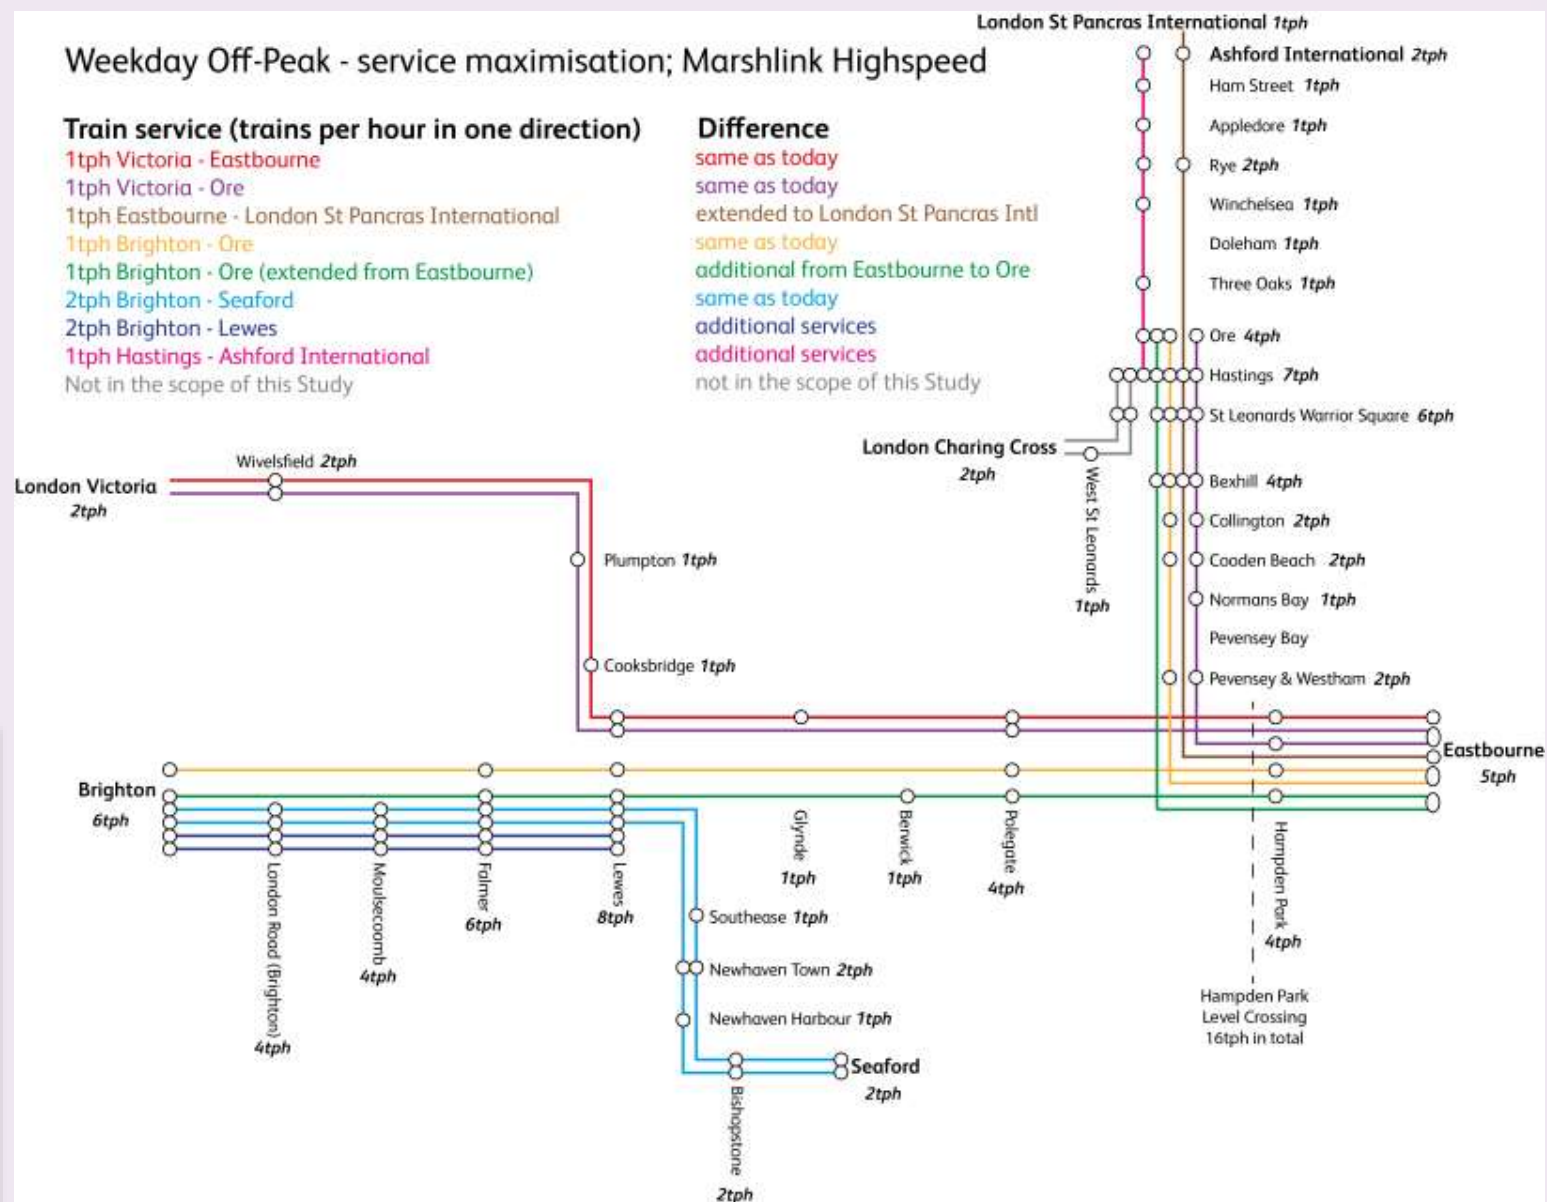 London St Pancras International 1tph
Weekday Off-Peak - service maximisation; Marshlink Highspeed
Train service (trains per hour in one direction)
1tph Victoria - Eastbourne
1tph Victoria - Ore
1tph Eastbourne - London St Pancras International
1tph Brighton - Ore
1tph Brighton - Ore (extended from Eastbourne)
2tph Brighton - Seaford
2tph Brighton - Lewes
1tph Hastings - Ashford International
Not in the scope of this Study
Difference
same as today
same as today
extended to London St Pancras Intl
same as today
additional from Eastbourne to Ore
same as today
additional services
additional services
not in the scope of this Study
Ashford International 2tph
Ham Street 1tph
Appledore 1tph
Rye 2tph
Winchelsea 1tph
Doleham 1tph
Three Oaks 1tph
Ore 4tph
Hastings 7tph
St Leonards Warrior Square 6tph
London Charing Cross
2tph
West St Leonards
1tph
Bexhill 4tph
Collington 2tph
Cooden Beach 2tph
Normans Bay 1tph
Pevensey Bay
Pevensey & Westham 2tph
Wivelsfield 2tph
London Victoria
2tph
Plumpton 1tph
Cooksbridge 1tph
Eastbourne
5tph
Brighton
6tph
London Road (Brighton)
4tph
Moulsecoomb
4tph
Falmer
6tph
Lewes
8tph
Glynde
1tph
Berwick
1tph
Polegate
4tph
Hampden Park
4tph
Hampden Park
Level Crossing
16tph in total
Southease 1tph
Newhaven Town 2tph
Newhaven Harbour 1tph
Seaford
2tph
Bishopstone
2tph